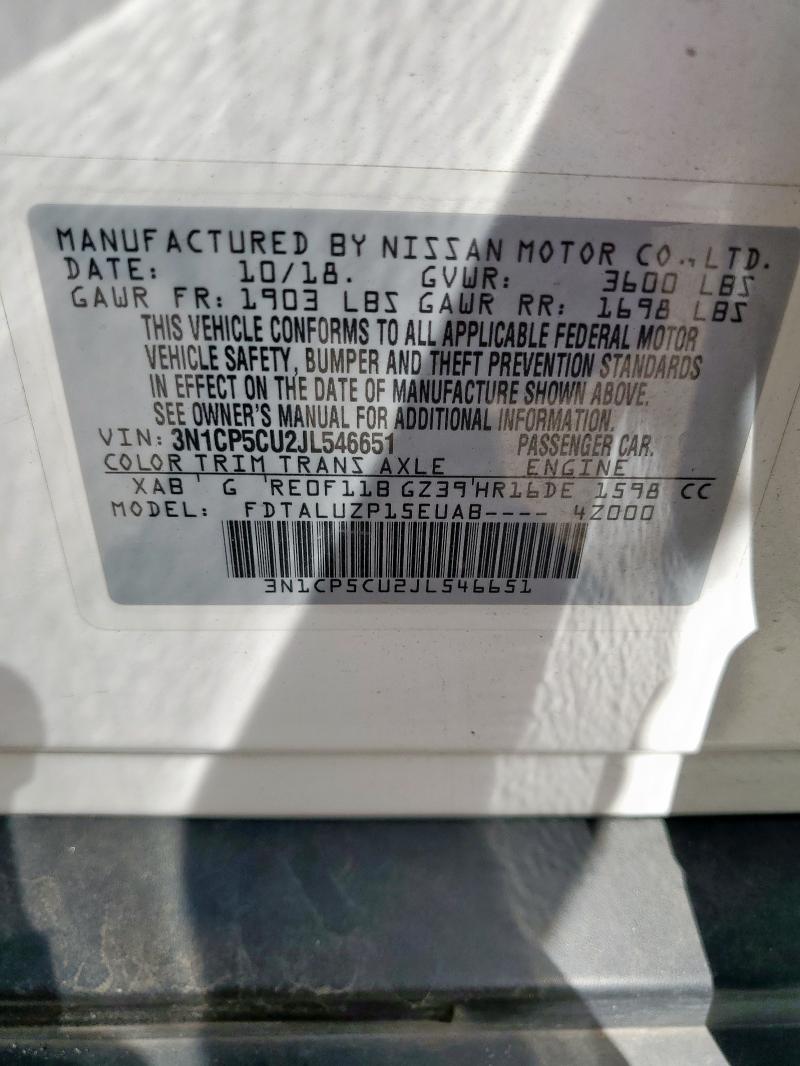 MANUFACTURED BY NISSAN MOTOR CO., LTD.
DATE: 10/18. GVWR: 3600 LBS
GAWR FR: 1903 LBS GAWR RR: 1698 LBS
THIS VEHICLE CONFORMS TO ALL APPLICABLE FEDERAL MOTOR
VEHICLE SAFETY, BUMPER AND THEFT PREVENTION STANDARDS
IN EFFECT ON THE DATE OF MANUFACTURE SHOWN ABOVE.
SEE OWNER'S MANUAL FOR ADDITIONAL INFORMATION.
VIN: 3N1CP5CU2JL546651 PASSENGER CAR.
COLOR TRIM TRANS AXLE ENGINE
XAB G RE0F11B GZ39 HR16DE 1598 CC
MODEL: FDTALUZP15EUAB---- 4Z000
3N1CP5CU2JL546651